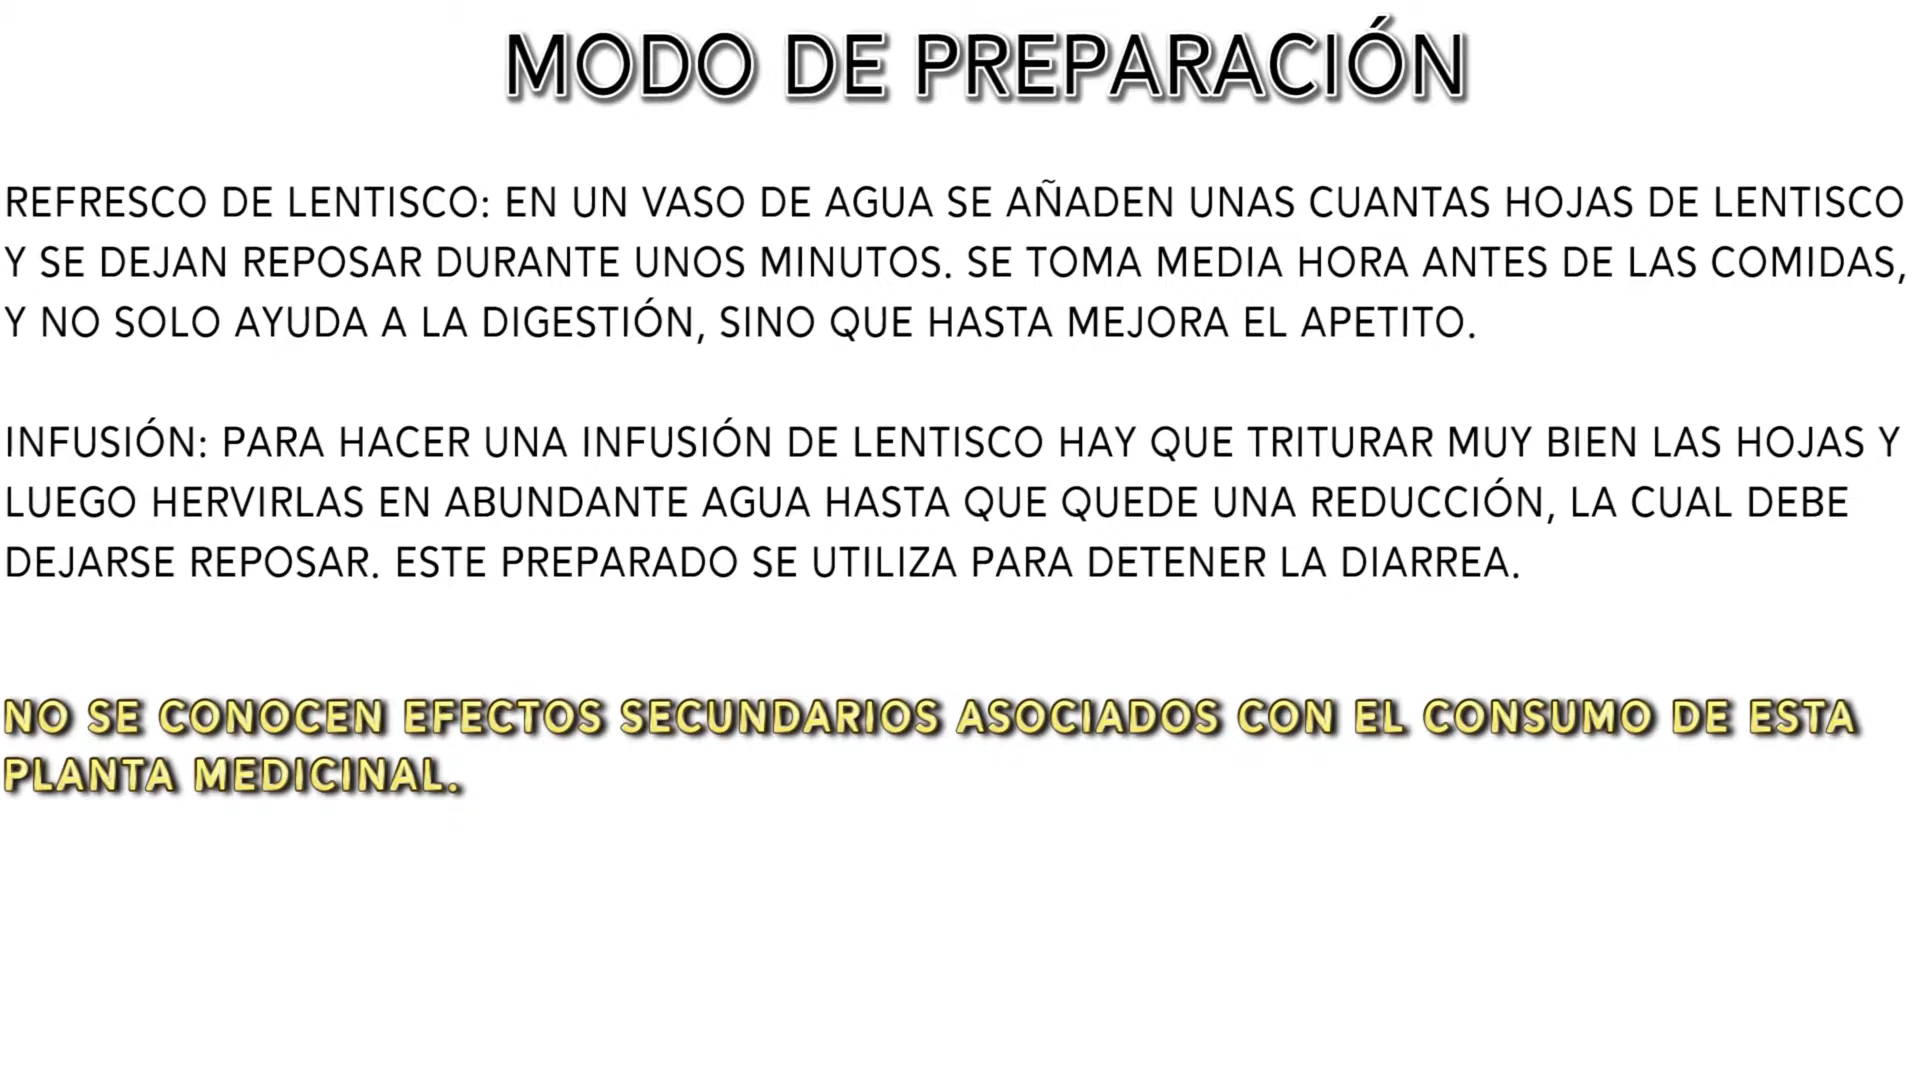 MODO DE PREPARACIÓN
REFRESCO DE LENTISCO: EN UN VASO DE AGUA SE AÑADEN UNAS CUANTAS HOJAS DE LENTISCO
Y SE DEJAN REPOSAR DURANTE UNOS MINUTOS. SE TOMA MEDIA HORA ANTES DE LAS COMIDAS,
Y NO SOLO AYUDA A LA DIGESTIÓN, SINO QUE HASTA MEJORA EL APETITO.
INFUSIÓN: PARA HACER UNA INFUSIÓN DE LENTISCO HAY QUE TRITURAR MUY BIEN LAS HOJAS Y
LUEGO HERVIRLAS EN ABUNDANTE AGUA HASTA QUE QUEDE UNA REDUCCIÓN, LA CUAL DEBE
DEJARSE REPOSAR. ESTE PREPARADO SE UTILIZA PARA DETENER LA DIARREA.
NO SE CONOCEN EFECTOS SECUNDARIOS ASOCIADOS CON EL CONSUMO DE ESTA
PLANTA MEDICINAL.